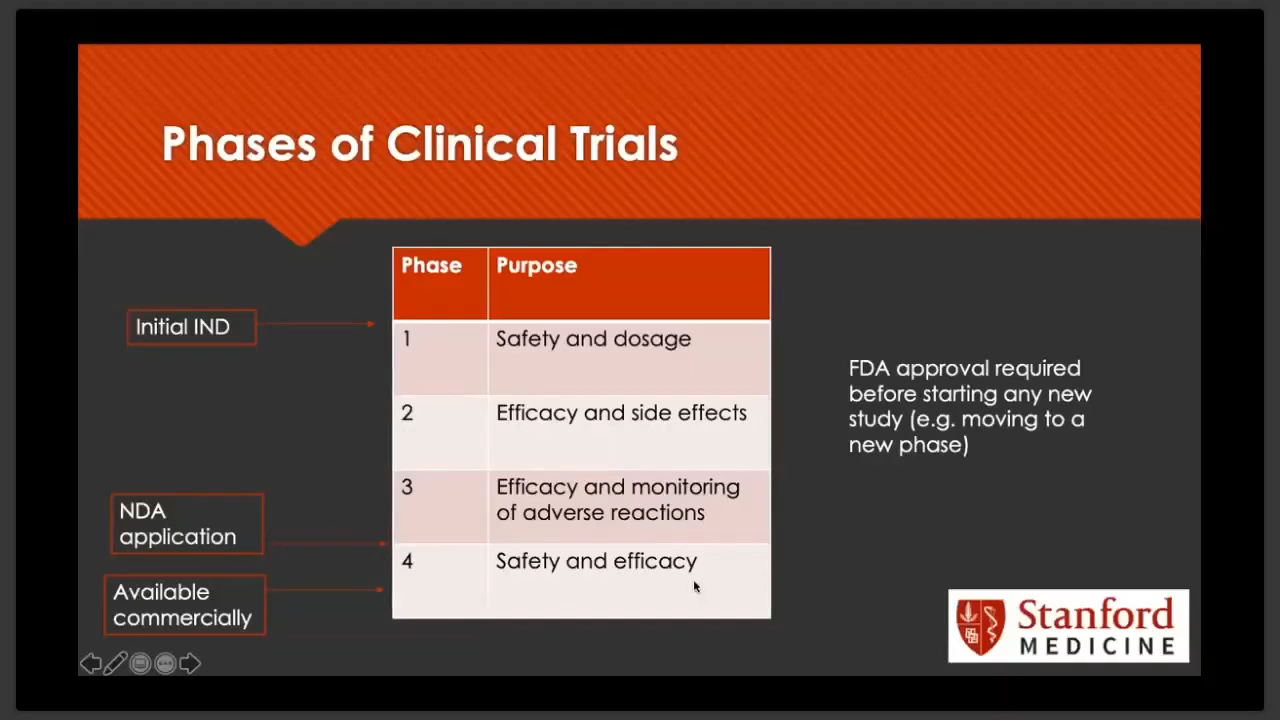 Phases of Clinical Trials
Phase Purpose
Initial IND
1 Safety and dosage
2 Efficacy and side effects
3 Efficacy and monitoring
of adverse reactions
NDA
application
4 Safety and efficacy
Available
commercially
FDA approval required
before starting any new
study (e.g. moving to a
new phase)
Stanford
MEDICINE